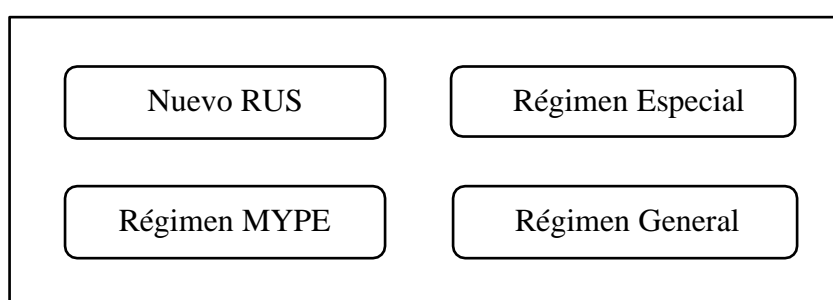 Nuevo RUS
Régimen Especial
Régimen MYPE
Régimen General